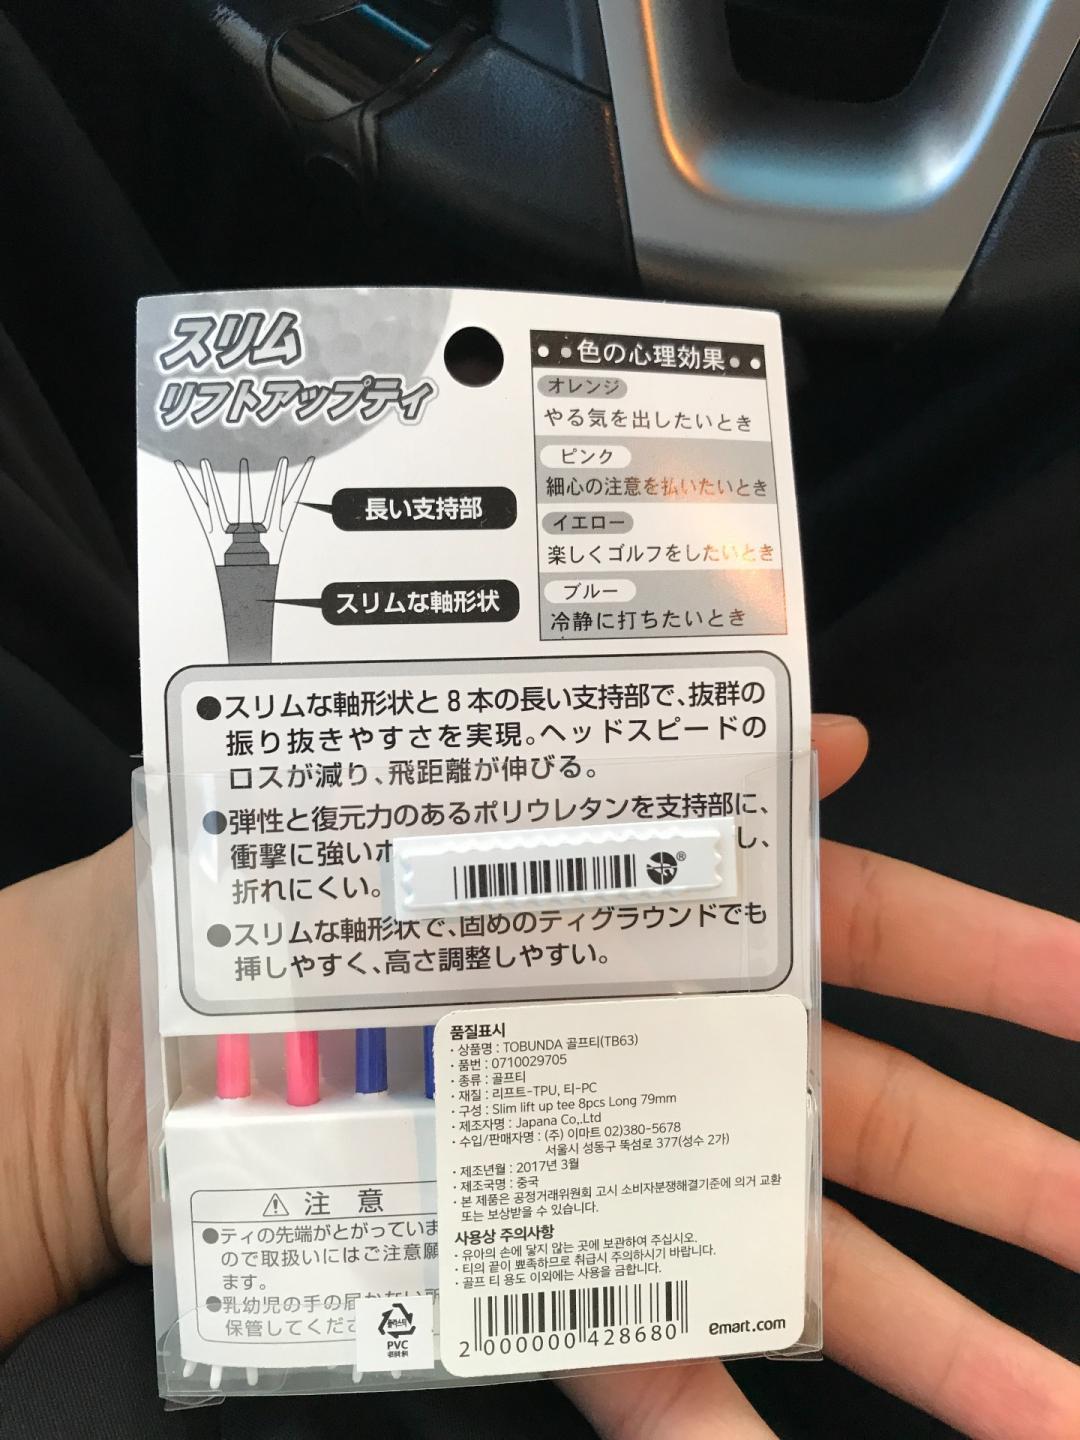 スリム
リフトアップティ
長い支持部
スリムな軸形状
色の心理効果
オレンジ
やる気を出したいとき
ピンク
細心の注意を払いたいとき
イエロー
楽しくゴルフをしたいとき
ブルー
冷静に打ちたいとき
●スリムな軸形状と8本の長い支持部で、抜群の
振り抜きやすさを実現。ヘッドスピードの
ロスが減り、飛距離が伸びる。
●弾性と復元力のあるポリウレタンを支持部に、
衝撃に強いポ し、
折れにくい。
●スリムな軸形状で、固めのティグラウンドでも
挿しやすく、高さ調整しやすい。
품질표시
· 상품명 : TOBUNDA 골프티(TB63)
· 품번 : 0710029705
· 종류 : 골프티
· 재질 : 리프트-TPU, 티-PC
· 구성 : Slim lift up tee 8pcs Long 79mm
· 제조자명 : Japana Co,.Ltd
· 수입/판매자명 : (주) 이마트 02)380-5678
서울시 성동구 뚝섬로 377(성수 2가)
· 제조년월 : 2017년 3월
· 제조국명 : 중국
· 본 제품은 공정거래위원회 고시 소비자분쟁해결기준에 의거 교환
또는 보상받을 수 있습니다.
사용상 주의사항
· 유아의 손에 닿지 않는 곳에 보관하여 주십시오.
· 티의 끝이 뾰족하므로 취급시 주의하시기 바랍니다.
· 골프 티 용도 이외에는 사용을 금합니다.
2 000000 428680
emart.com
注意
●ティの先端がとがっていま
ので取扱いにはご注意願
ます。
●乳幼児の手の届かない所
保管してくださ
플라스틱
PVC